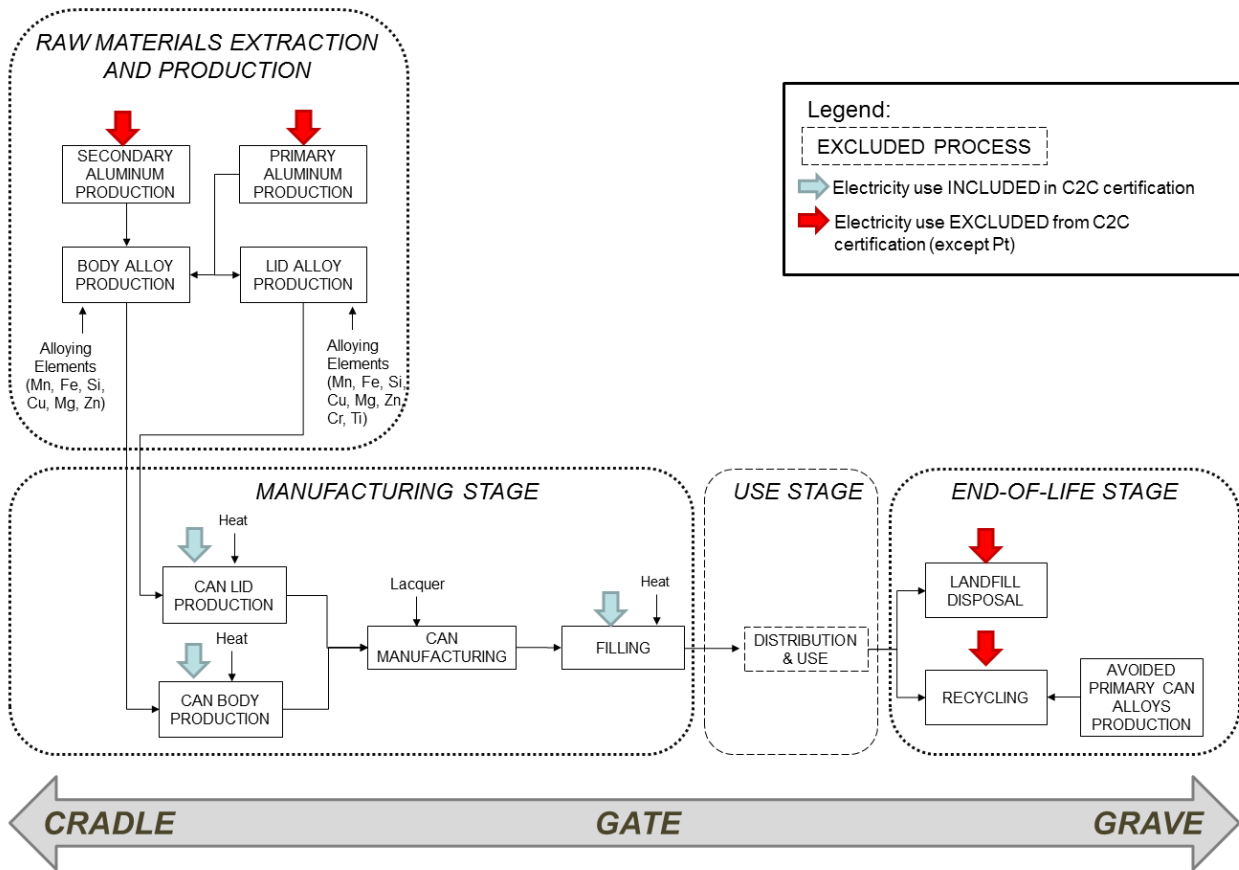 RAW MATERIALS EXTRACTION
AND PRODUCTION
SECONDARY
ALUMINUM
PRODUCTION
PRIMARY
ALUMINUM
PRODUCTION
BODY ALLOY
PRODUCTION
LID ALLOY
PRODUCTION
Alloying
Elements
(Mn, Fe, Si,
Cu, Mg, Zn)
Alloying
Elements
(Mn, Fe, Si,
Cu, Mg, Zn,
Cr, Ti)
Legend:
EXCLUDED PROCESS
Electricity use INCLUDED in C2C certification
Electricity use EXCLUDED from C2C
certification (except Pt)
MANUFACTURING STAGE
Heat
CAN LID
PRODUCTION
Heat
CAN BODY
PRODUCTION
Lacquer
CAN
MANUFACTURING
Heat
FILLING
USE STAGE
DISTRIBUTION
& USE
END-OF-LIFE STAGE
LANDFILL
DISPOSAL
RECYCLING
AVOIDED
PRIMARY CAN
ALLOYS
PRODUCTION
CRADLE
GATE
GRAVE